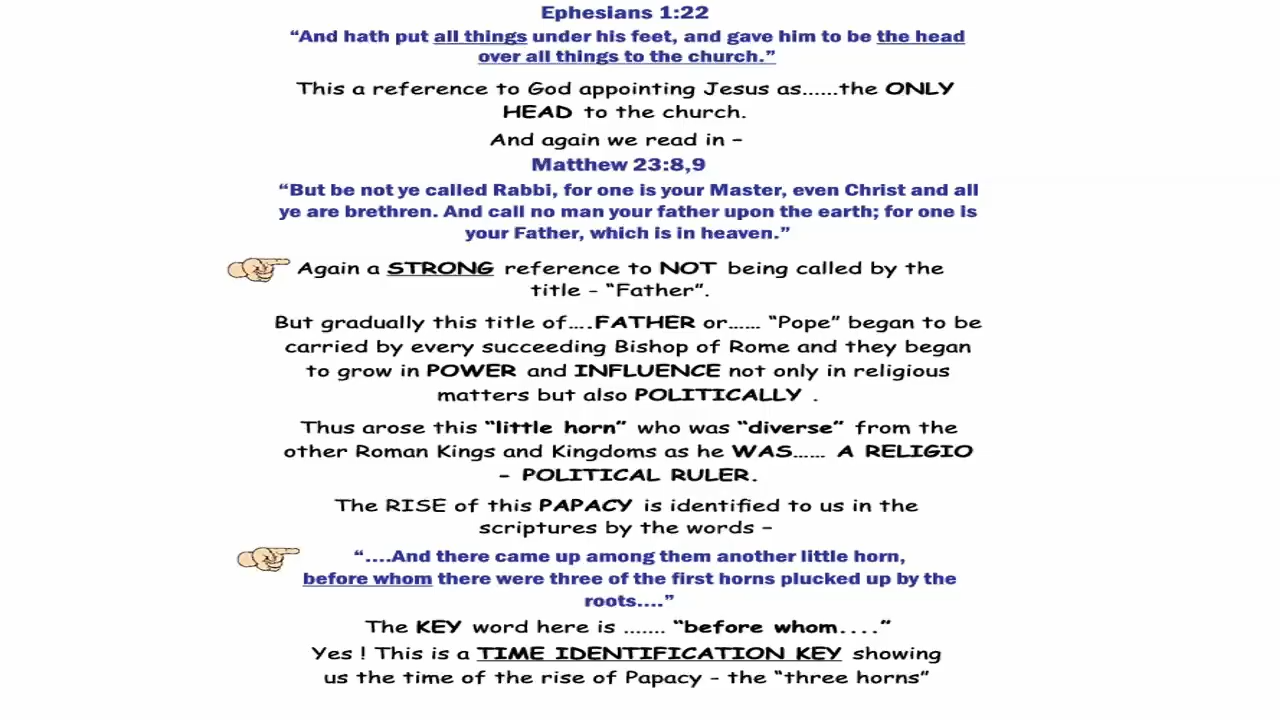 Ephesians 1:22
“And hath put all things under his feet, and gave him to be the head
over all things to the church.”
This a reference to God appointing Jesus as......the ONLY
HEAD to the church.
And again we read in –
Matthew 23:8,9
“But be not ye called Rabbi, for one is your Master, even Christ and all
ye are brethren. And call no man your father upon the earth; for one is
your Father, which is in heaven.”
Again a STRONG reference to NOT being called by the
title - “Father”.
But gradually this title of....FATHER or...... “Pope” began to be
carried by every succeeding Bishop of Rome and they began
to grow in POWER and INFLUENCE not only in religious
matters but also POLITICALLY .
Thus arose this “little horn” who was “diverse” from the
other Roman Kings and Kingdoms as he WAS...... A RELIGIO
– POLITICAL RULER.
The RISE of this PAPACY is identified to us in the
scriptures by the words –
“....And there came up among them another little horn,
before whom there were three of the first horns plucked up by the
roots....”
The KEY word here is ....... “before whom....”
Yes ! This is a TIME IDENTIFICATION KEY showing
us the time of the rise of Papacy - the “three horns”